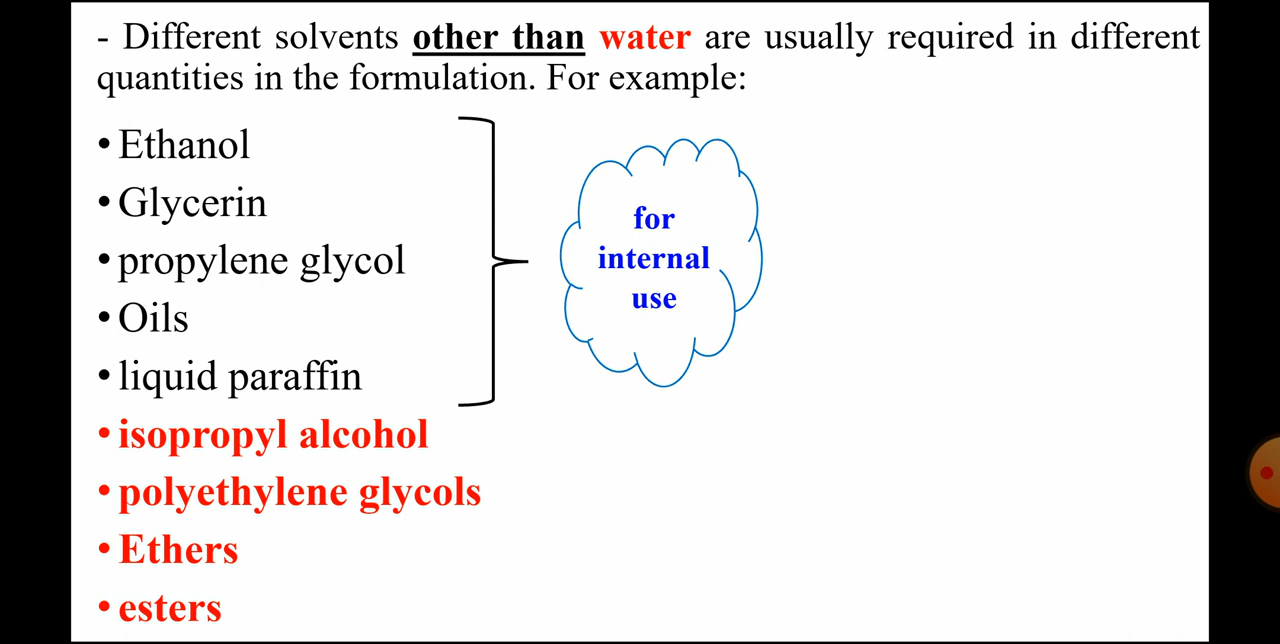 - Different solvents other than water are usually required in different
quantities in the formulation. For example:
• Ethanol
• Glycerin
• propylene glycol
• Oils
• liquid paraffin
for
internal
use
• isopropyl alcohol
• polyethylene glycols
• Ethers
• esters